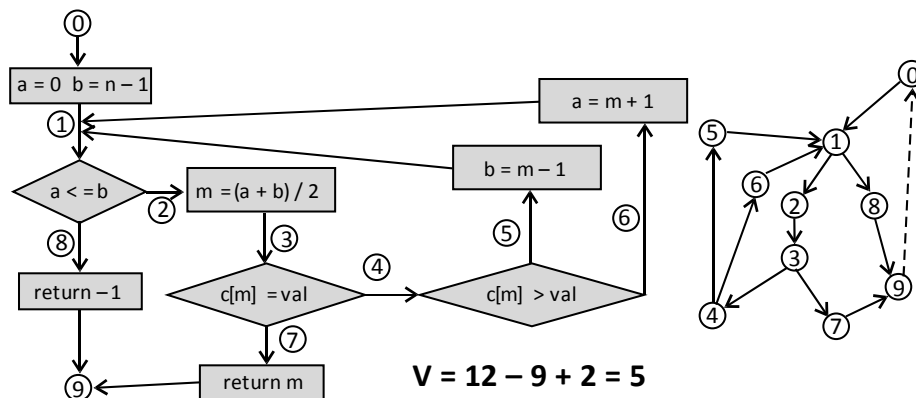 0
a = 0 b = n – 1
1
a < = b
2
m = (a + b) / 2
a = m + 1
b = m – 1
8
3
4
5
6
return – 1
c[m] = val
c[m] > val
7
9
return m
V = 12 – 9 + 2 = 5
0
5
1
6
2
8
3
9
4
7